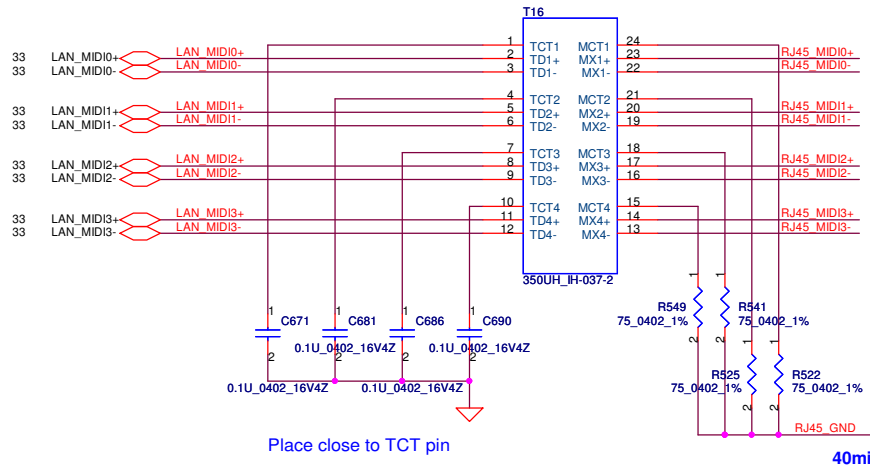 T16
1 TCT1 MCT1 24
33 LAN_MIDI0+ LAN_MIDI0+ 2 TD1+ MX1+ 23 RJ45_MIDI0+
33 LAN_MIDI0- LAN_MIDI0- 3 TD1- MX1- 22 RJ45_MIDI0-
4 TCT2 MCT2 21
33 LAN_MIDI1+ LAN_MIDI1+ 5 TD2+ MX2+ 20 RJ45_MIDI1+
33 LAN_MIDI1- LAN_MIDI1- 6 TD2- MX2- 19 RJ45_MIDI1-
7 TCT3 MCT3 18
33 LAN_MIDI2+ LAN_MIDI2+ 8 TD3+ MX3+ 17 RJ45_MIDI2+
33 LAN_MIDI2- LAN_MIDI2- 9 TD3- MX3- 16 RJ45_MIDI2-
10 TCT4 MCT4 15
33 LAN_MIDI3+ LAN_MIDI3+ 11 TD4+ MX4+ 14 RJ45_MIDI3+
33 LAN_MIDI3- LAN_MIDI3- 12 TD4- MX4- 13 RJ45_MIDI3-
350UH_IH-037-2
1 1 1 1 1 1
C671 C681 C686 C690 R549 R541
0.1U_0402_16V4Z 0.1U_0402_16V4Z 75_0402_1% 75_0402_1%
2 2 2 2 2 2
1 1
0.1U_0402_16V4Z 0.1U_0402_16V4Z
R525 R522
75_0402_1% 75_0402_1%
2 2
RJ45_GND
Place close to TCT pin
40mi